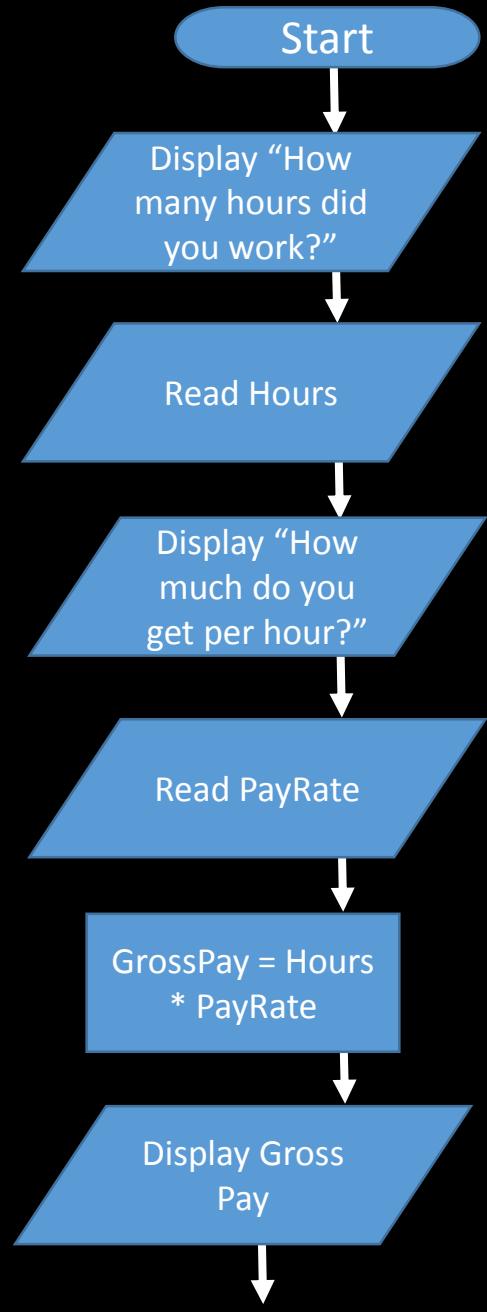 Start
Display “How
many hours did
you work?”
Read Hours
Display “How
much do you
get per hour?”
Read PayRate
GrossPay = Hours
* PayRate
Display Gross
Pay